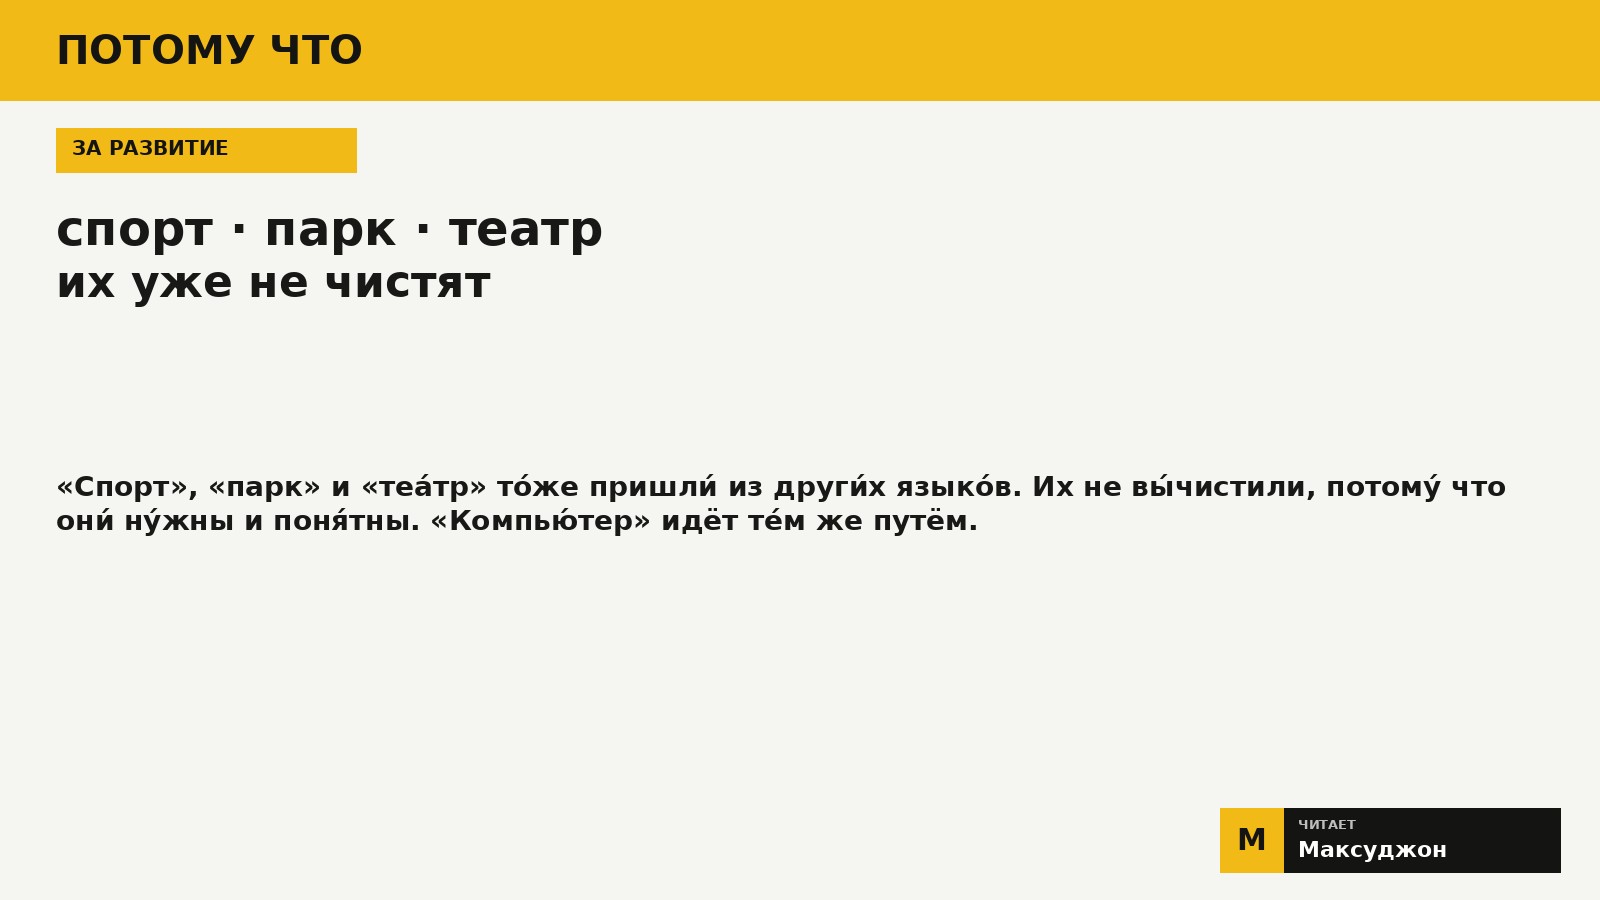 ПОТОМУ ЧТО
ЗА РАЗВИТИЕ
спорт · парк · театр
их уже не чистят
«Спорт», «парк» и «теа́тр» то́же пришли́ из други́х языко́в. Их не вы́чистили, потому́ что
они́ ну́жны и поня́тны. «Компью́тер» идёт те́м же путём.
М
ЧИТАЕТ
Максуджон